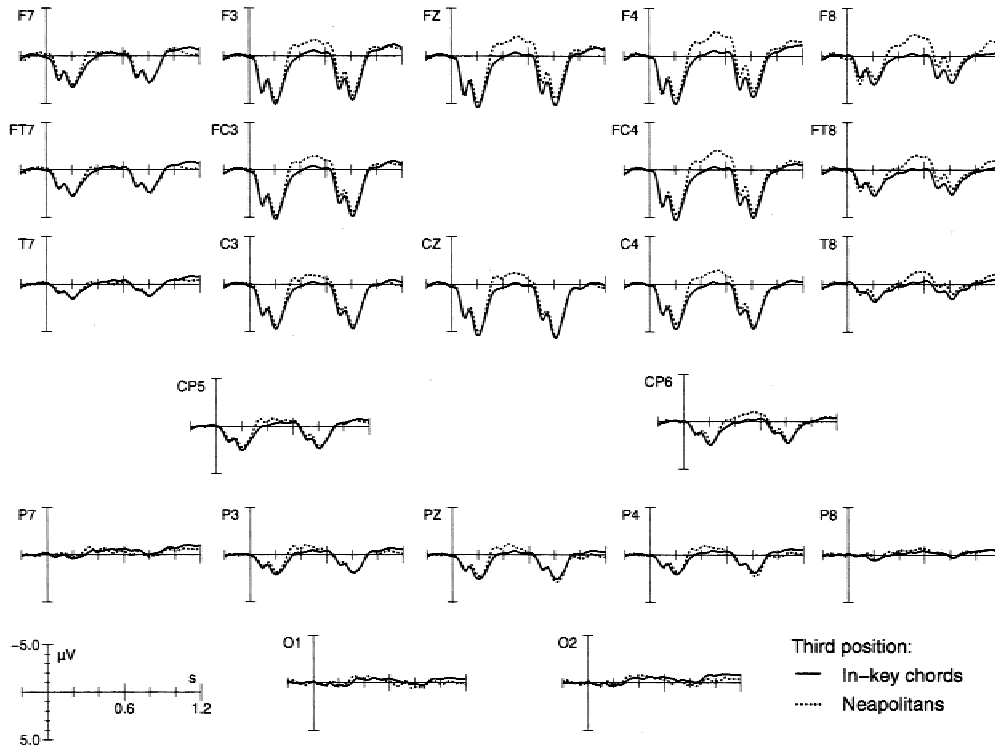 F7 F3 FZ F4 F8
FT7 FC3 FC4 FT8
T7 C3 CZ C4 T8
CP5 CP6
P7 P3 PZ P4 P8
O1 O2
−5.0 µV
s
0.6 1.2
5.0
Third position:
In−key chords
Neapolitans